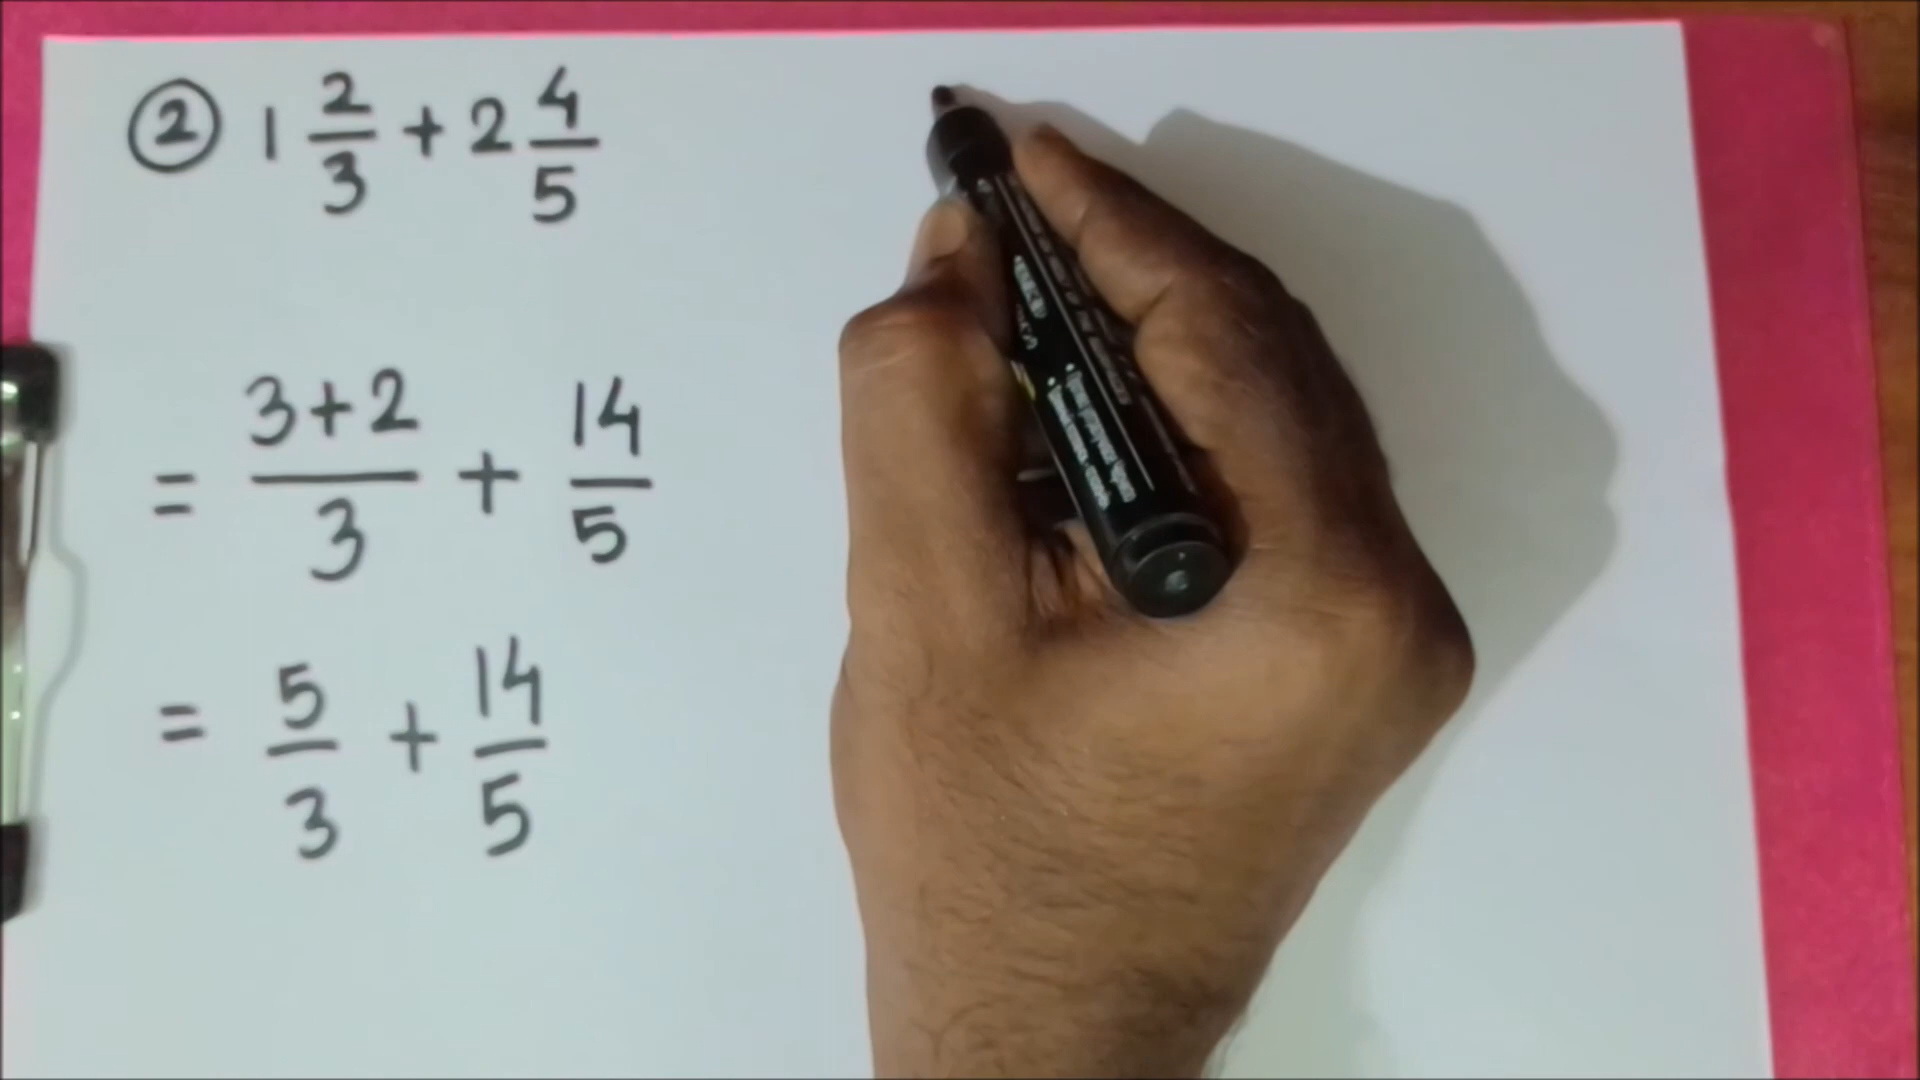 ② 1 2/3 + 2 4/5
= (3+2)/3 + 14/5
= 5/3 + 14/5